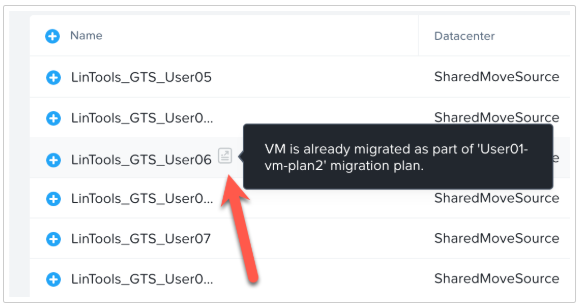 Name Datacenter
LinTools_GTS_User05 SharedMoveSource
LinTools_GTS_User0... SharedMoveSource
LinTools_GTS_User06 VM is already migrated as part of 'User01-
vm-plan2' migration plan.
LinTools_GTS_User0... SharedMoveSource
LinTools_GTS_User07 SharedMoveSource
LinTools_GTS_User0... SharedMoveSource